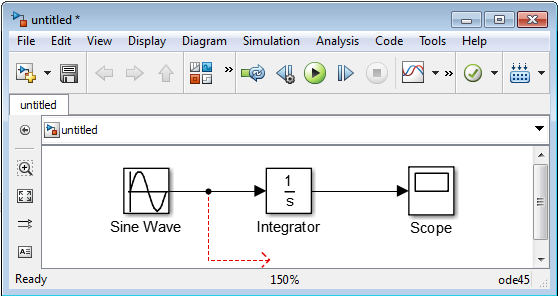 untitled *
File Edit View Display Diagram Simulation Analysis Code Tools Help
» »
untitled
untitled
1
s
Sine Wave Integrator Scope
Ready 150% ode45